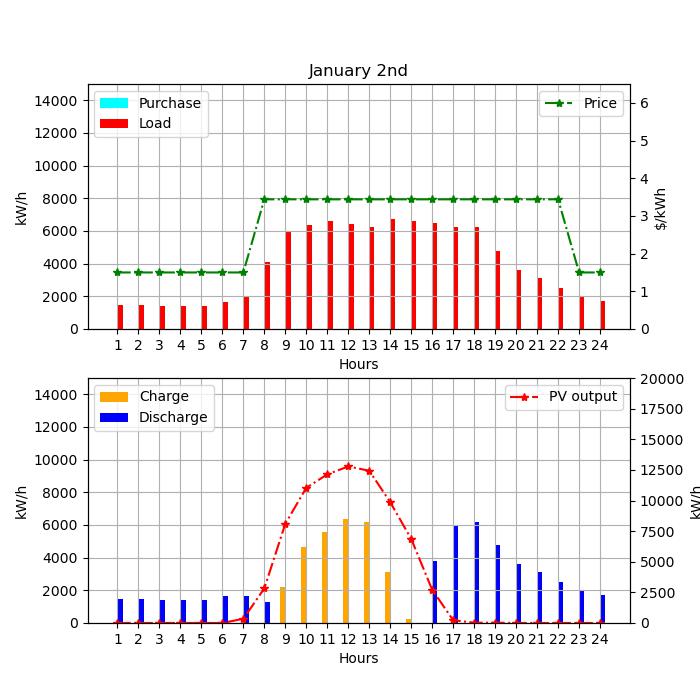 January 2nd
Purchase
Load
Price
14000
12000
10000
8000
6000
4000
2000
0
kW/h
6
5
4
3
2
1
0
$/kWh
1 2 3 4 5 6 7 8 9 10 11 12 13 14 15 16 17 18 19 20 21 22 23 24
Hours
Charge
Discharge
PV output
14000
12000
10000
8000
6000
4000
2000
0
kW/h
20000
17500
15000
12500
10000
7500
5000
2500
0
kW/h
1 2 3 4 5 6 7 8 9 10 11 12 13 14 15 16 17 18 19 20 21 22 23 24
Hours